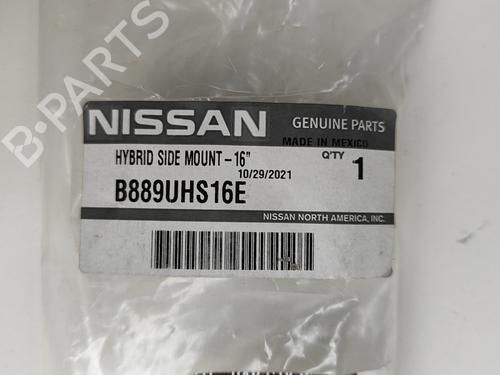 B-PARTS
NISSAN
GENUINE PARTS
MADE IN MEXICO
HYBRID SIDE MOUNT-16"
Q'TY 1
10/29/2021
B889UHS16E
NISSAN NORTH AMERICA, INC.